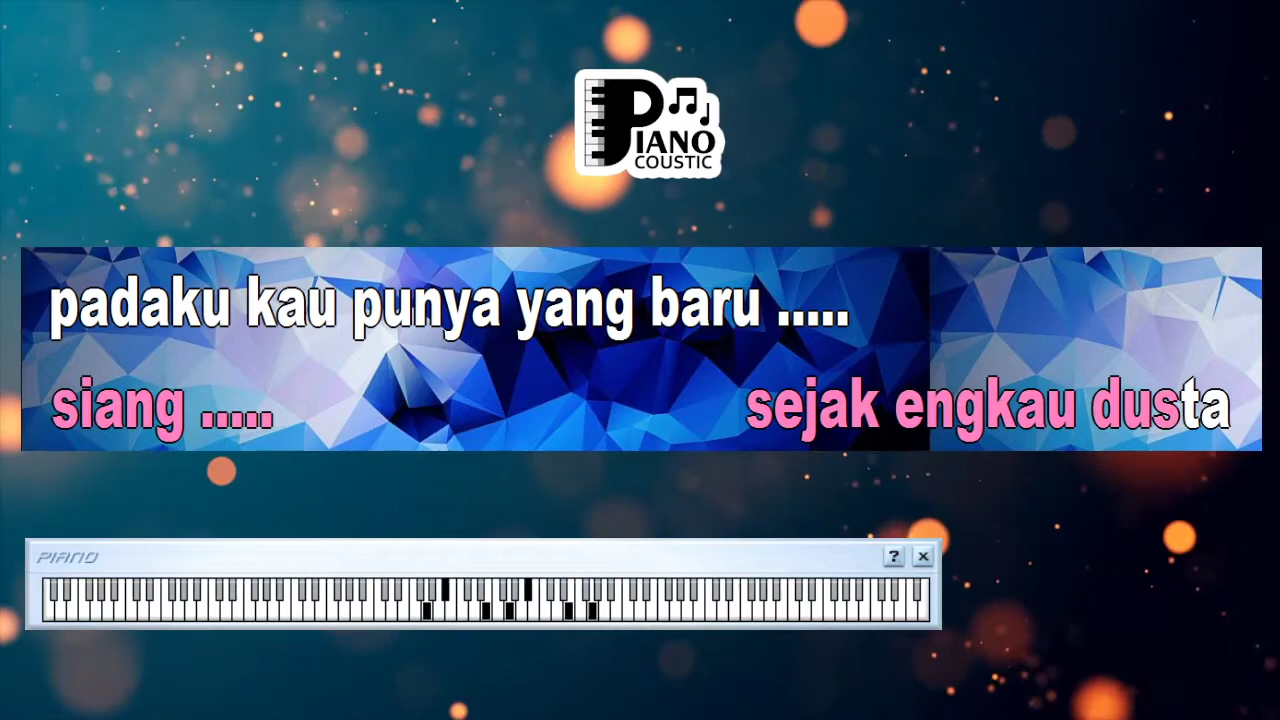 PIANO
COUSTIC
padaku kau punya yang baru .....
siang ..... sejak engkau dusta
PIANO
? ×